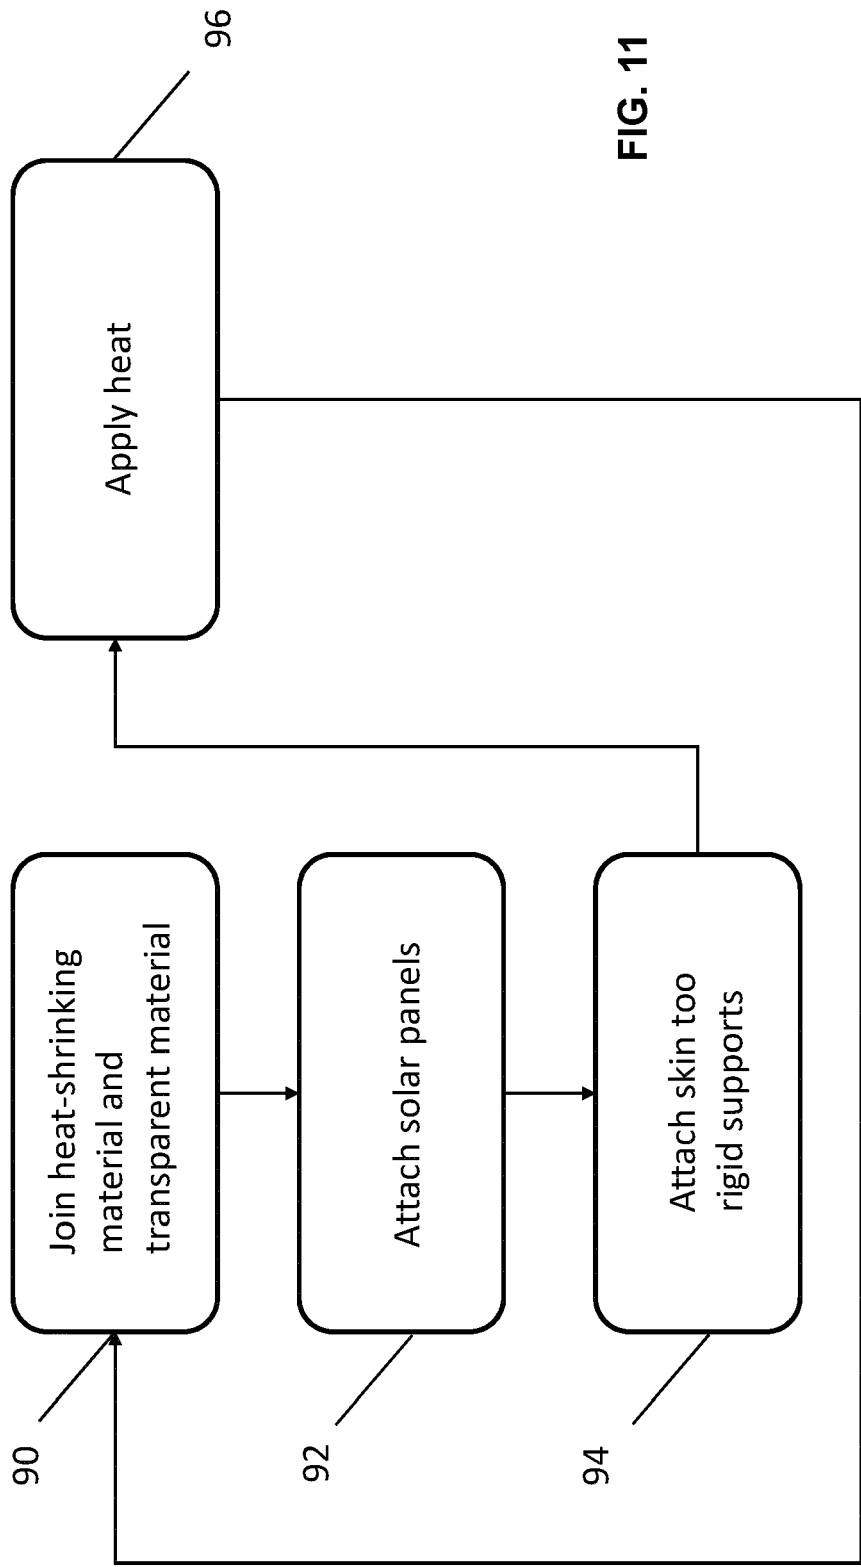 90
Join heat-shrinking
material and
transparent material
92
Attach solar panels
94
Attach skin too
rigid supports
Apply heat
96
FIG. 11